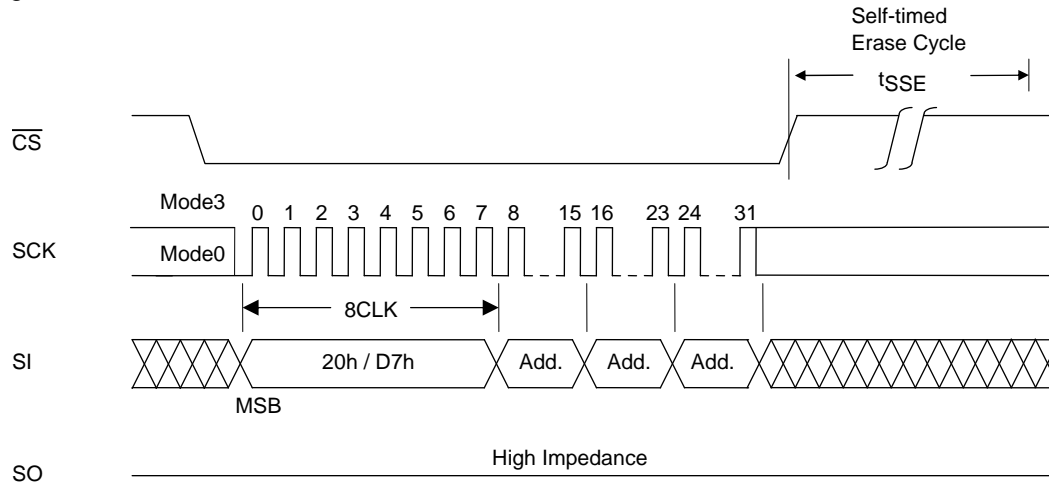 Self-timed
Erase Cycle
tSSE
CS
Mode3
0 1 2 3 4 5 6 7 8 15 16 23 24 31
SCK
Mode0
8CLK
SI
20h / D7h Add. Add. Add.
MSB
High Impedance
SO